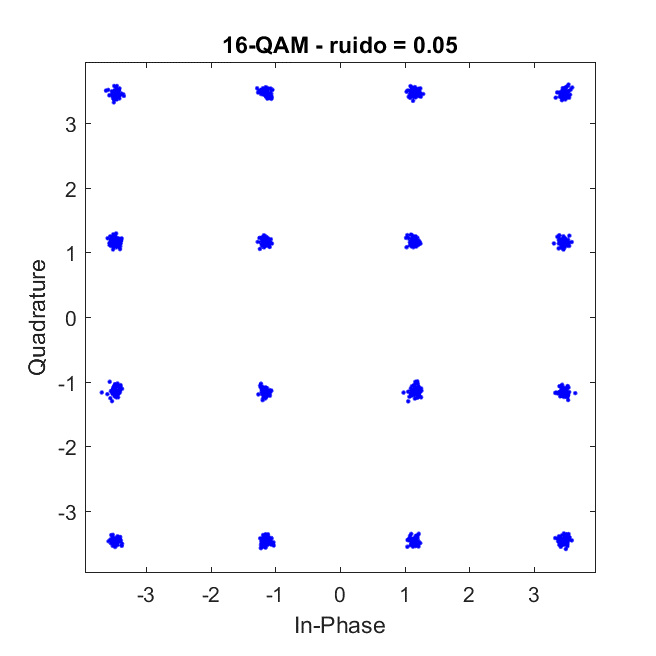 16-QAM - ruido = 0.05
3
2
1
0
-1
-2
-3
Quadrature
-3 -2 -1 0 1 2 3
In-Phase